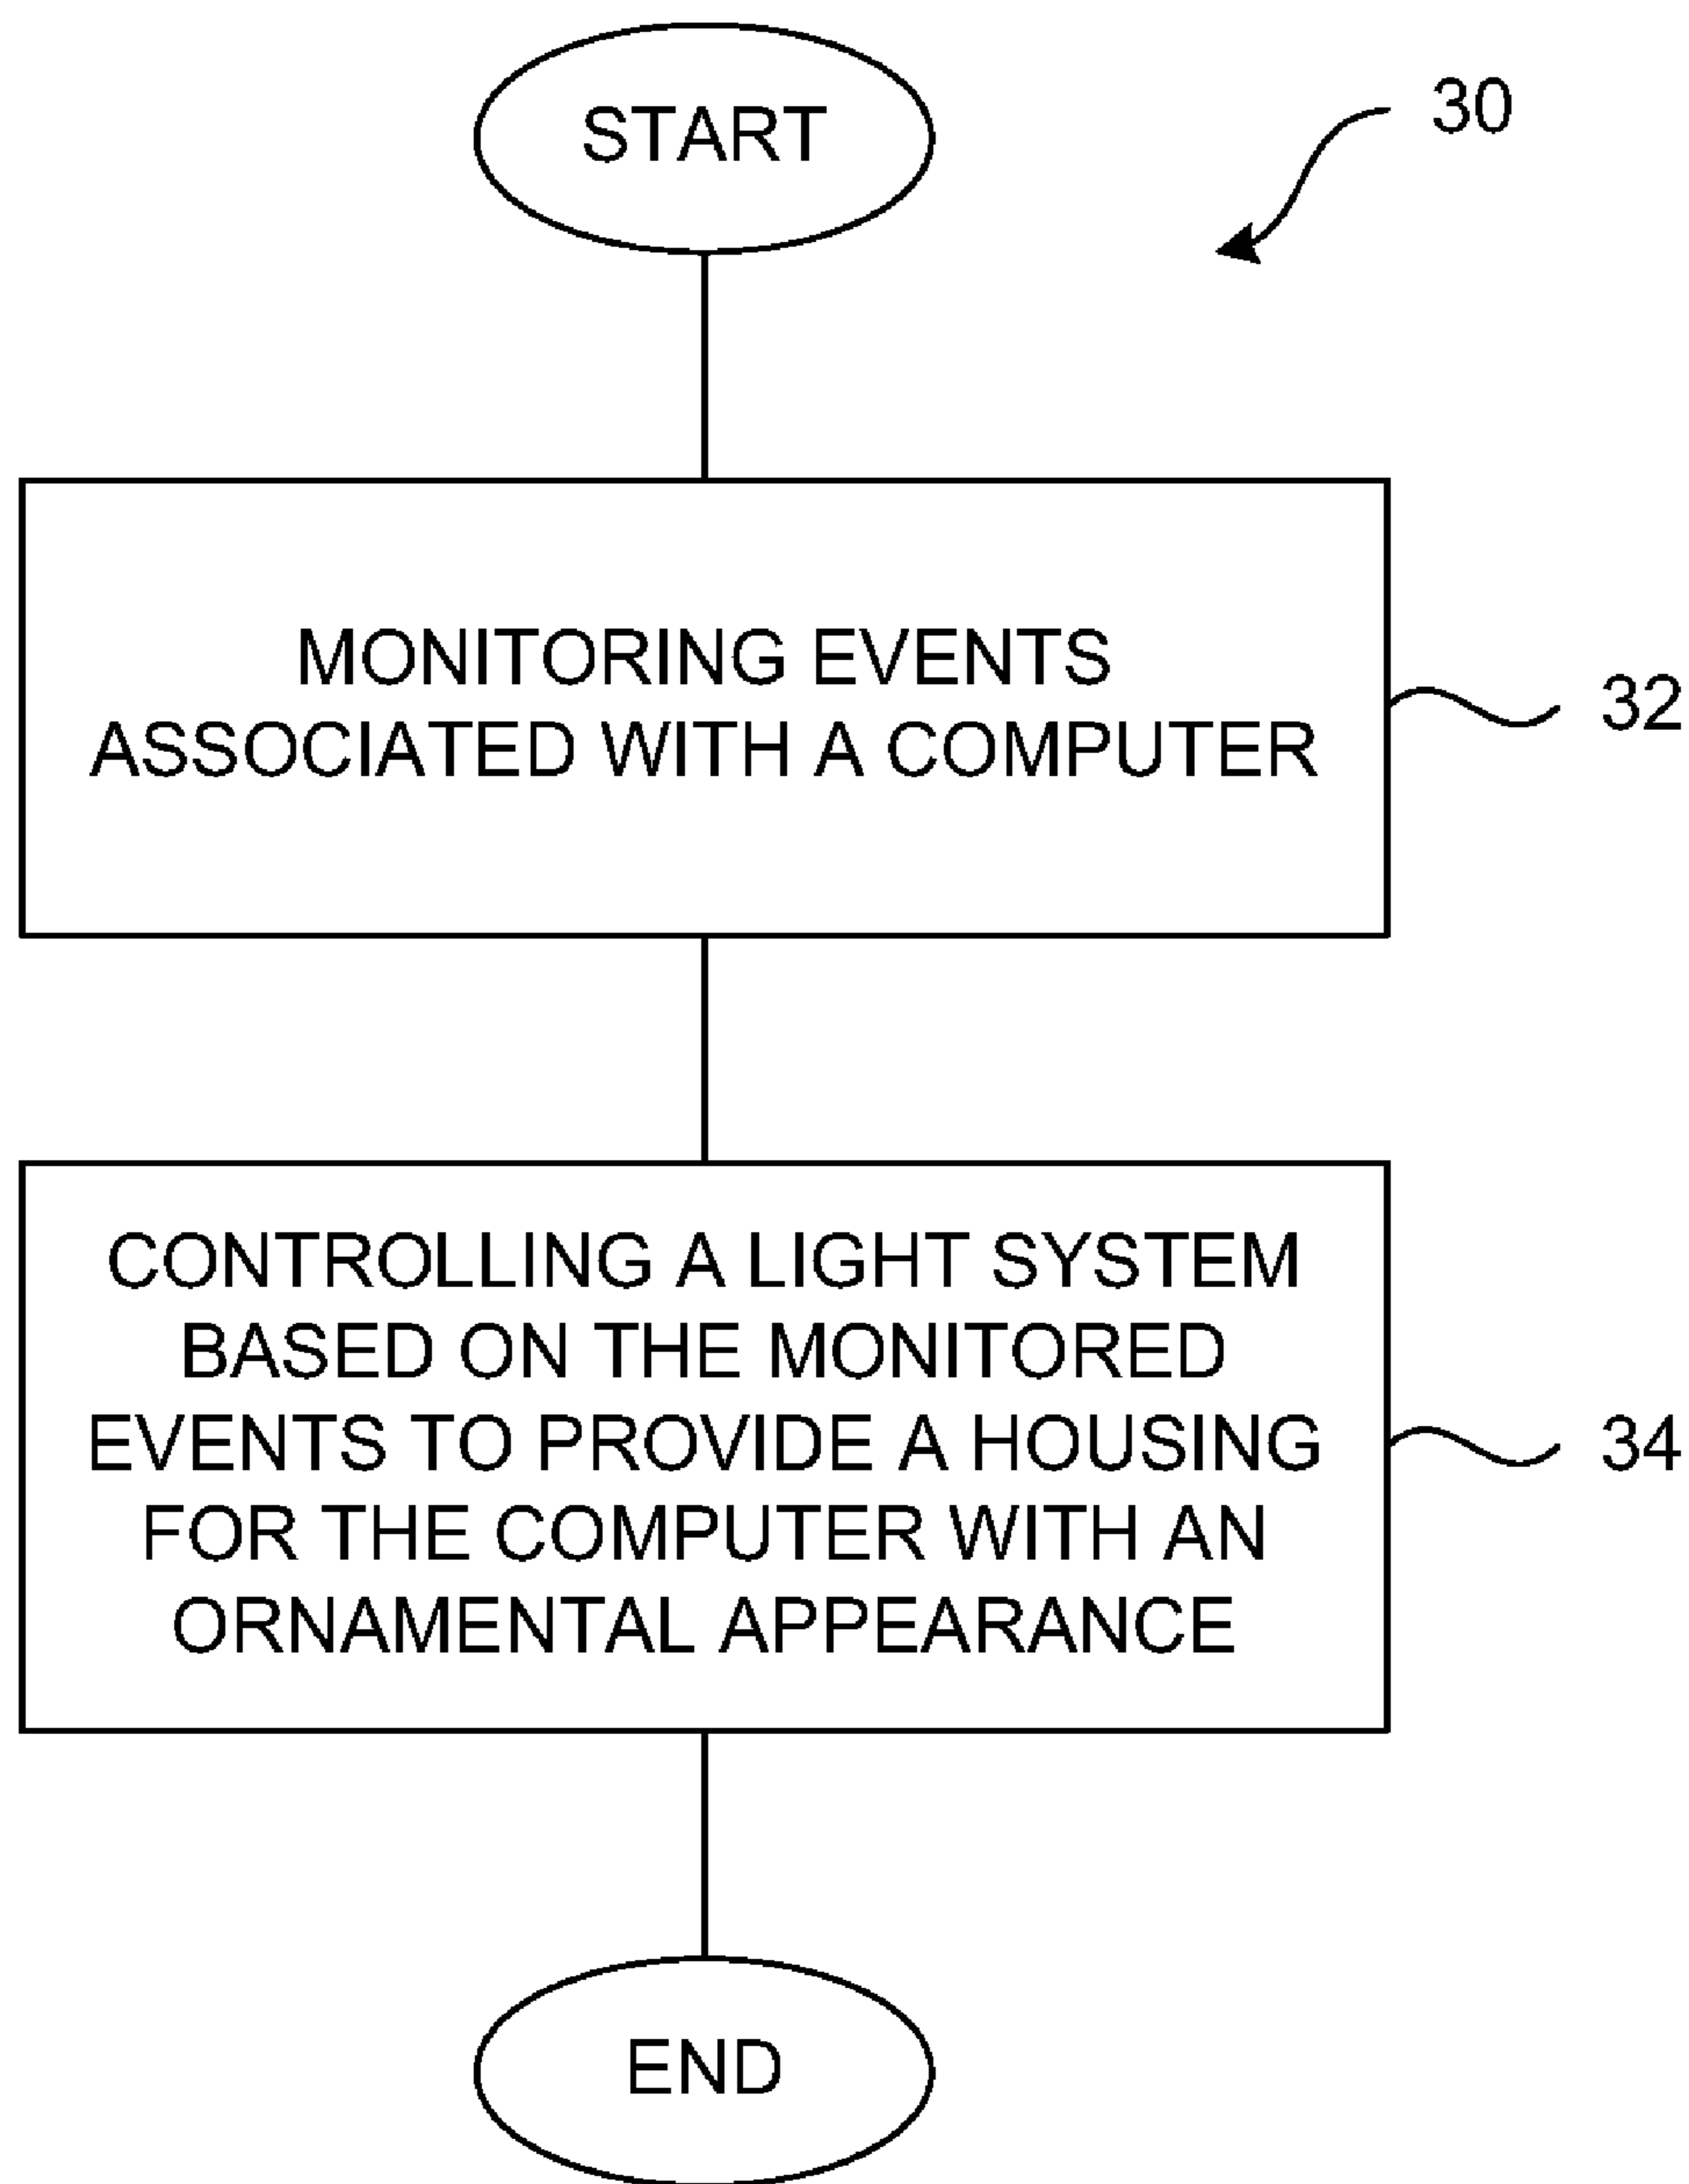 START
30
MONITORING EVENTS
ASSOCIATED WITH A COMPUTER
32
CONTROLLING A LIGHT SYSTEM
BASED ON THE MONITORED
EVENTS TO PROVIDE A HOUSING
FOR THE COMPUTER WITH AN
ORNAMENTAL APPEARANCE
34
END